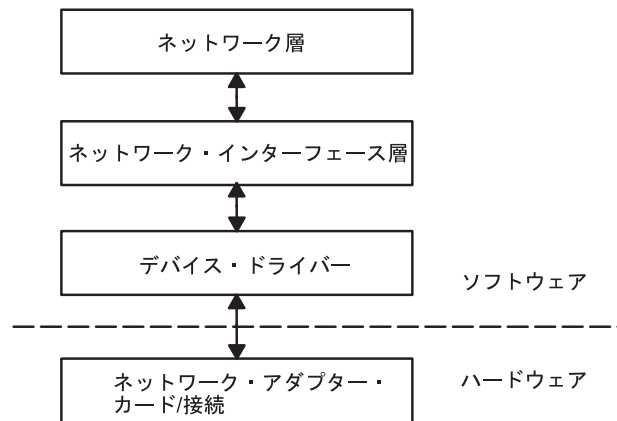 ネットワーク層
ネットワーク・インターフェース層
デバイス・ドライバー
ソフトウェア
ネットワーク・アダプター・
カード/接続
ハードウェア